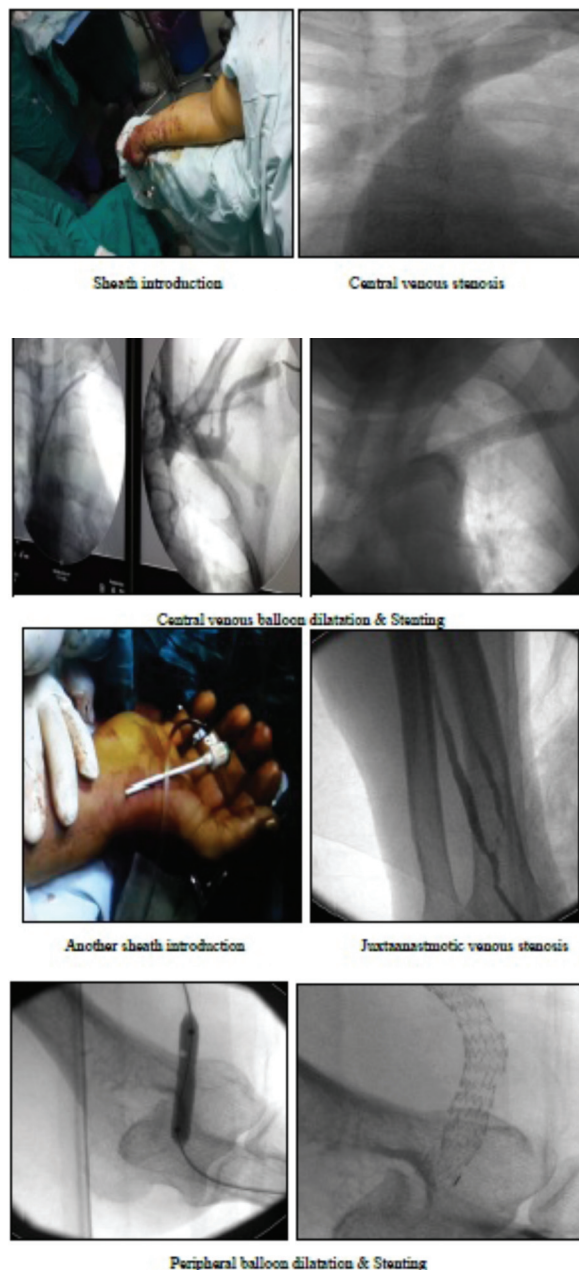 Sheath introduction
Central venous stenosis
Central venous balloon dilatation & Stenting
Another sheath introduction
Juxtaanastmotic venous stenosis
Peripheral balloon dilatation & Stenting